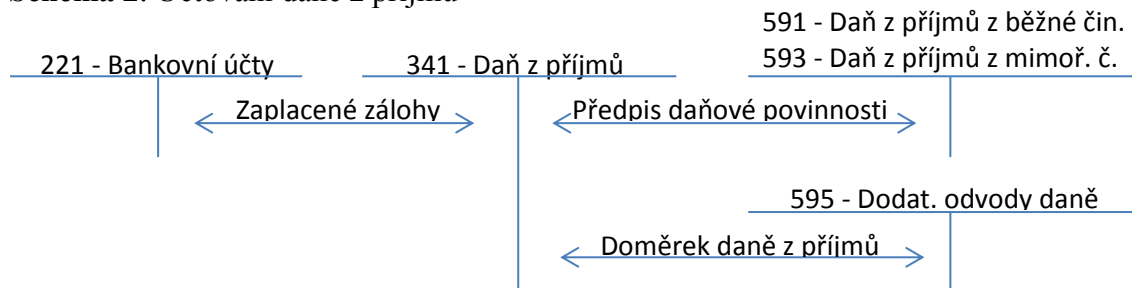 Schéma 2: Účtování daně z příjmů
591 - Daň z příjmů z běžné čin.
221 - Bankovní účty 341 - Daň z příjmů 593 - Daň z příjmů z mimoř. č.
Zaplacené zálohy Předpis daňové povinnosti
595 - Dodat. odvody daně
Doměrek daně z příjmů